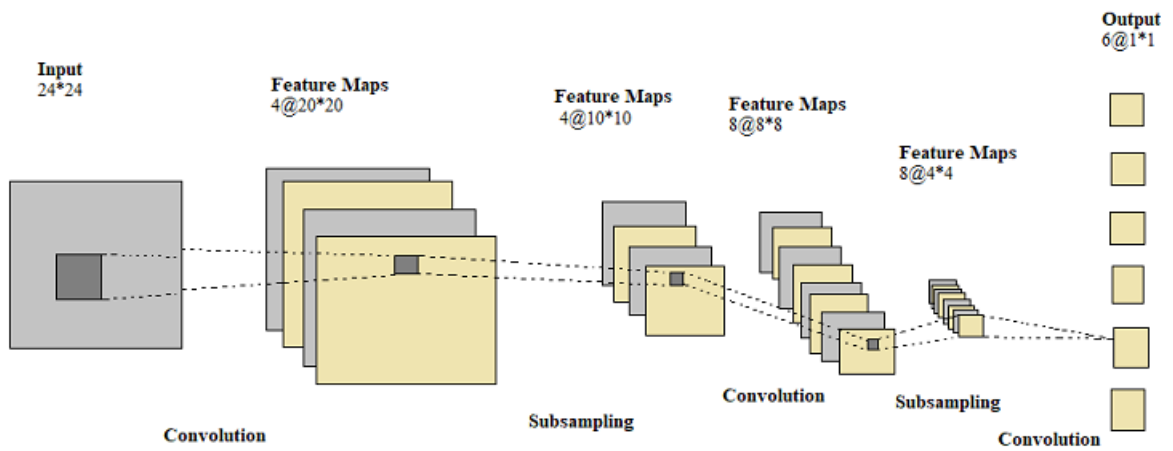 Input
24*24
Feature Maps
4@20*20
Feature Maps
4@10*10
Feature Maps
8@8*8
Feature Maps
8@4*4
Output
6@1*1
Convolution
Subsampling
Convolution
Subsampling
Convolution